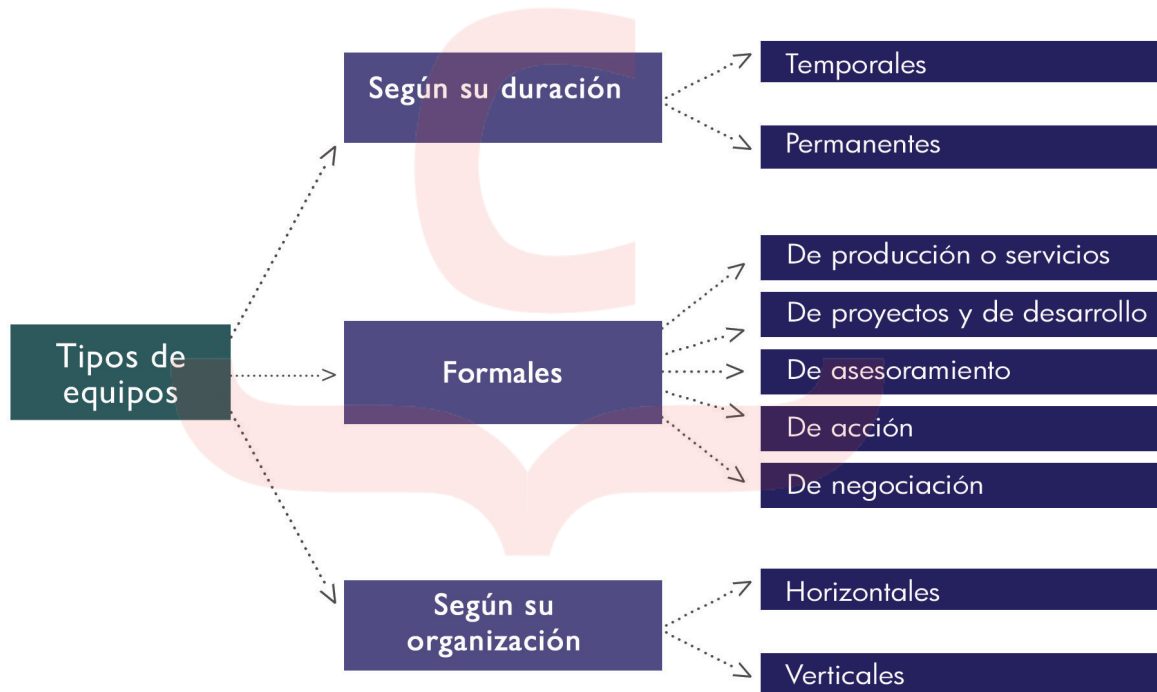 Tipos de
equipos
Según su duración
Temporales
Permanentes
Formales
De producción o servicios
De proyectos y de desarrollo
De asesoramiento
De acción
De negociación
Según su
organización
Horizontales
Verticales